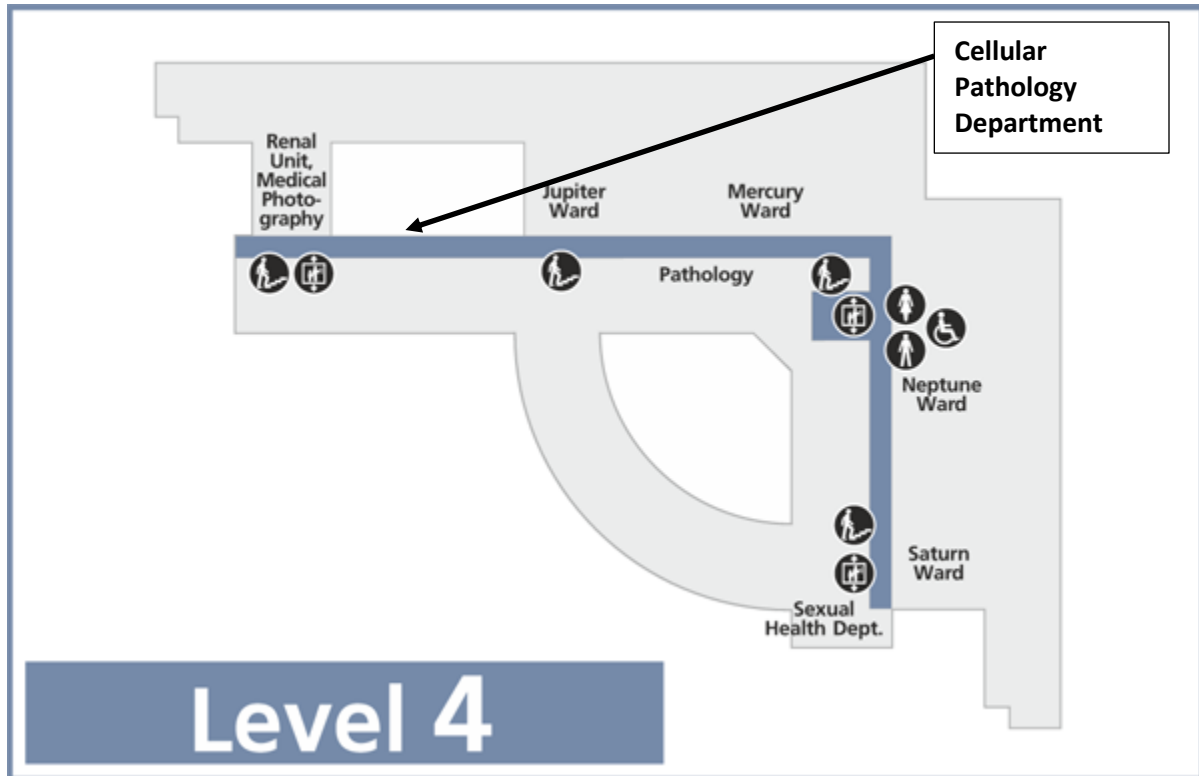 Cellular
Pathology
Department
Renal
Unit,
Medical
Photo-
graphy
Jupiter
Ward
Mercury
Ward
Pathology
Neptune
Ward
Saturn
Ward
Sexual
Health Dept.
Level 4